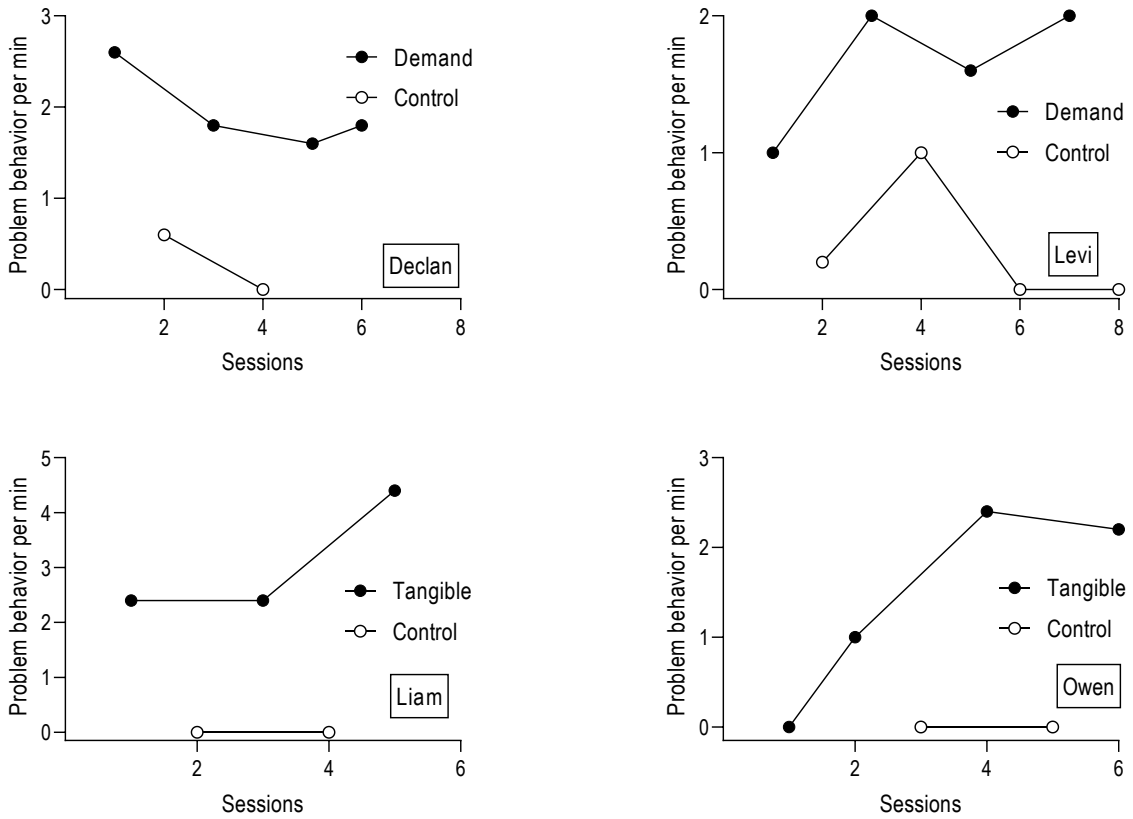 Problem behavior per min
3
2
1
0
Demand
Control
Declan
2
4
6
8
Sessions
Problem behavior per min
2
1
0
Demand
Control
Levi
2
4
6
8
Sessions
Problem behavior per min
5
4
3
2
1
0
Tangible
Control
Liam
2
4
6
Sessions
Problem behavior per min
3
2
1
0
Tangible
Control
Owen
2
4
6
Sessions